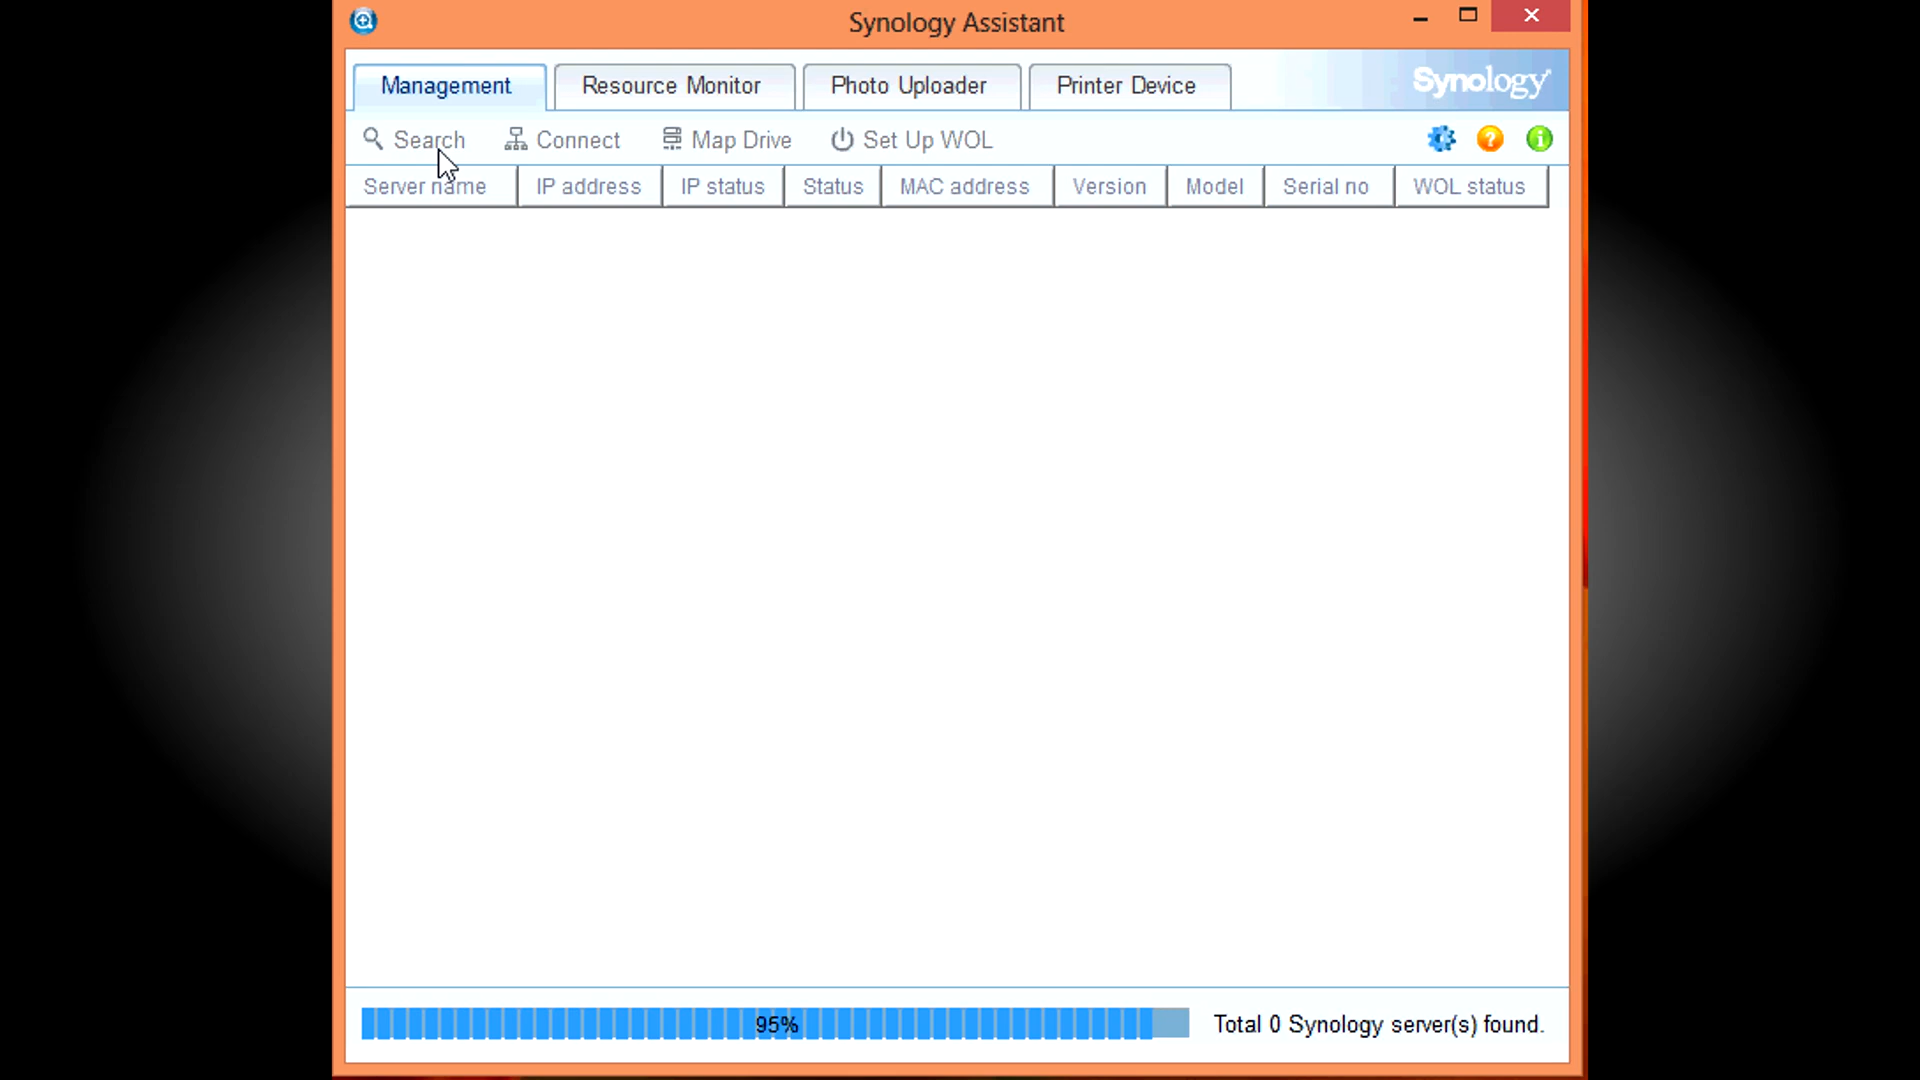 Synology Assistant
Management Resource Monitor Photo Uploader Printer Device Synology
Search Connect Map Drive Set Up WOL
Server name IP address IP status Status MAC address Version Model Serial no WOL status
95% Total 0 Synology server(s) found.